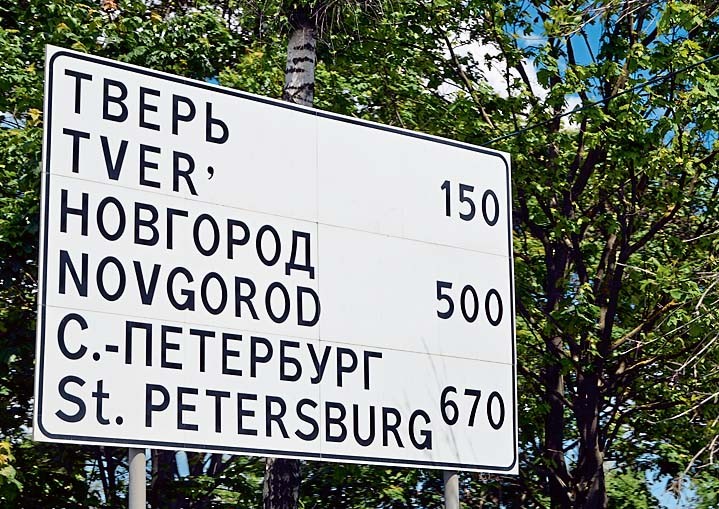 ТВЕРЬ
TVER’ 150
НОВГОРОД
NOVGOROD 500
С.-ПЕТЕРБУРГ
St. PETERSBURG 670